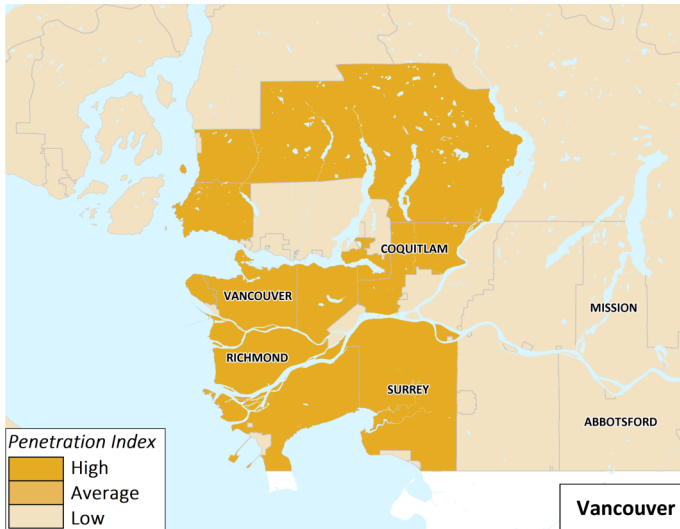 COQUITLAM
VANCOUVER
MISSION
RICHMOND
SURREY
ABBOTSFORD
Penetration Index
High
Average
Low
Vancouver